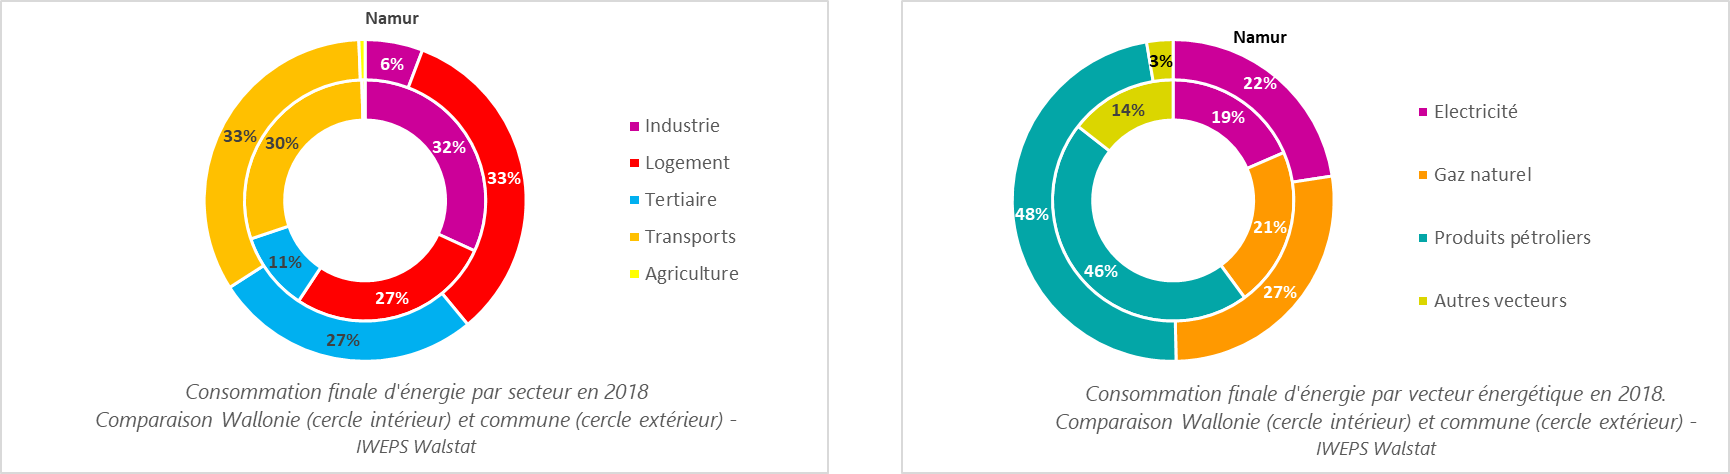 Namur
6%
33%
27%
33%
32%
27%
11%
30%
Industrie
Logement
Tertiaire
Transports
Agriculture
Consommation finale d'énergie par secteur en 2018
Comparaison Wallonie (cercle intérieur) et commune (cercle extérieur) -
IWEPS Walstat
Namur
22%
27%
48%
3%
19%
21%
46%
14%
Electricité
Gaz naturel
Produits pétroliers
Autres vecteurs
Consommation finale d'énergie par vecteur énergétique en 2018.
Comparaison Wallonie (cercle intérieur) et commune (cercle extérieur) -
IWEPS Walstat